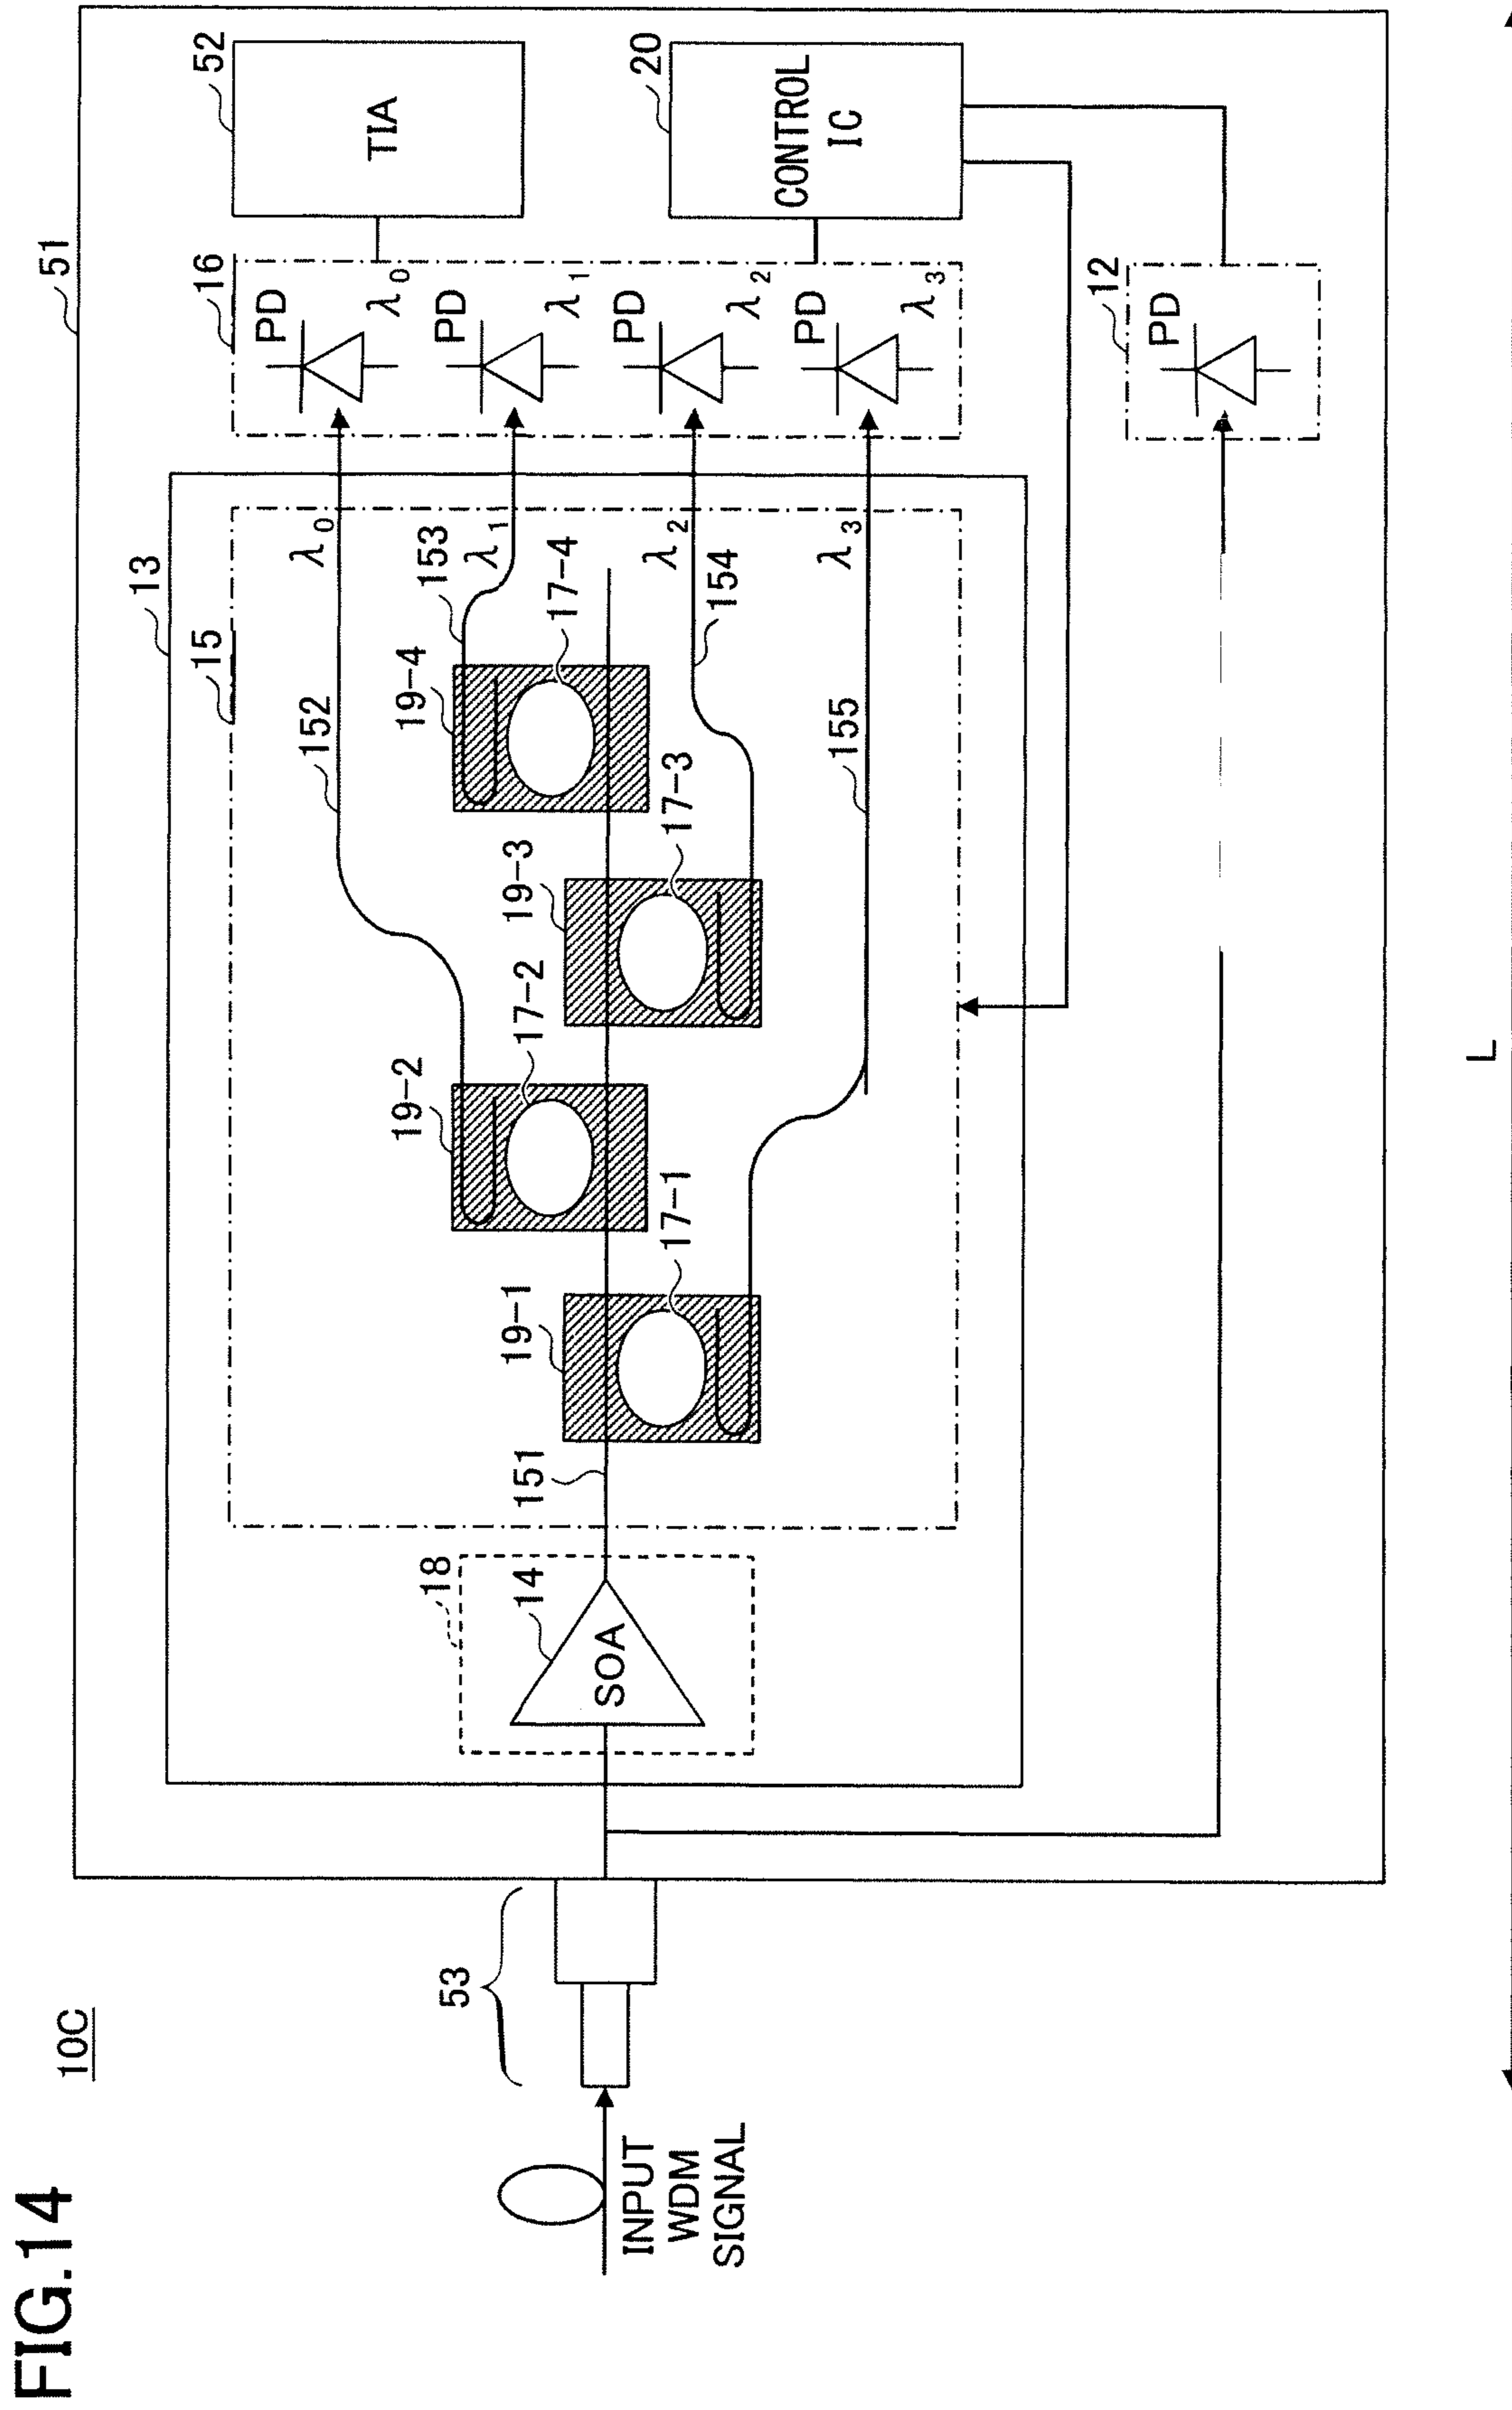 FIG.14
10C
51
13
15
16
52
TIA
20
CONTROL
IC
PD
λ0
PD
λ1
PD
λ2
PD
λ3
12
PD
λ0
λ1
λ2
λ3
152
153
154
155
19-4
17-4
19-3
17-3
19-2
17-2
19-1
17-1
151
18
14
SOA
53
INPUT
WDM
SIGNAL
L